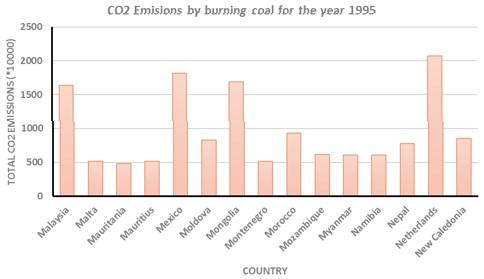 CO2 Emisions by burning coal for the year 1995
TOTAL CO2 EMISSIONS (*10000)
2500
2000
1500
1000
500
0
Malaysia
Malta
Mauritania
Mauritius
Mexico
Moldova
Mongolia
Montenegro
Morocco
Mozambique
Myanmar
Namibia
Nepal
Netherlands
New Caledonia
COUNTRY